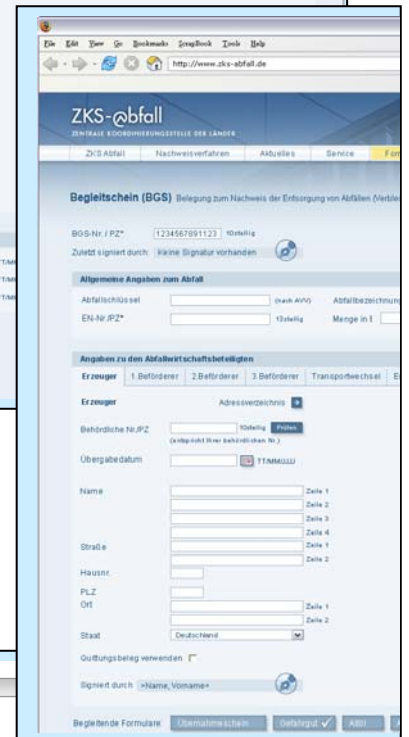 File Edit View Go Bookmarks ScrapBook Tools Help
http://www.zks-abfall.de
ZKS-@bfall
ZENTRALE KOORDINIERUNGSSTELLE DER LÄNDER
ZKS Abfall Nachweisverfahren Aktuelles Service
Begleitschein (BGS) Belegung zum Nachweis der Entsorgung von Abfällen
BGS-Nr. / PZ* 1234567891123 10stellig
Zuletzt signiert durch: Keine Signatur vorhanden
Allgemeine Angaben zum Abfall
Abfallschlüssel (nach AVV) Abfallbezeichnung
EN-Nr./PZ* 13stellig Menge in t
Angaben zu den Abfallwirtschaftsbeteiligten
Erzeuger 1.Beförderer 2.Beförderer 3.Beförderer Transportwechsel
Erzeuger Adressverzeichnis
Behördliche Nr./PZ 10stellig Prüfen
(entspricht Ihrer behördlichen Nr.)
Übergabedatum TT/MM/JJJJ
Name Zeile 1
Zeile 2
Zeile 3
Zeile 4
Straße Zeile 1
Zeile 2
Hausnr.
PLZ
Ort Zeile 1
Zeile 2
Staat Deutschland
Quittungsbeleg verwenden
Signiert durch >Name, Vorname<
Begleitende Formulare: Übernahmeschein Gefahrgut ✓ Altöl